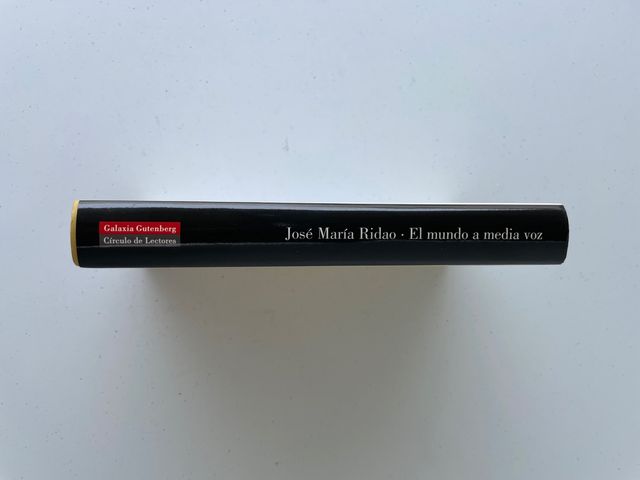 Galaxia Gutenberg
Círculo de Lectores
José María Ridao · El mundo a media voz